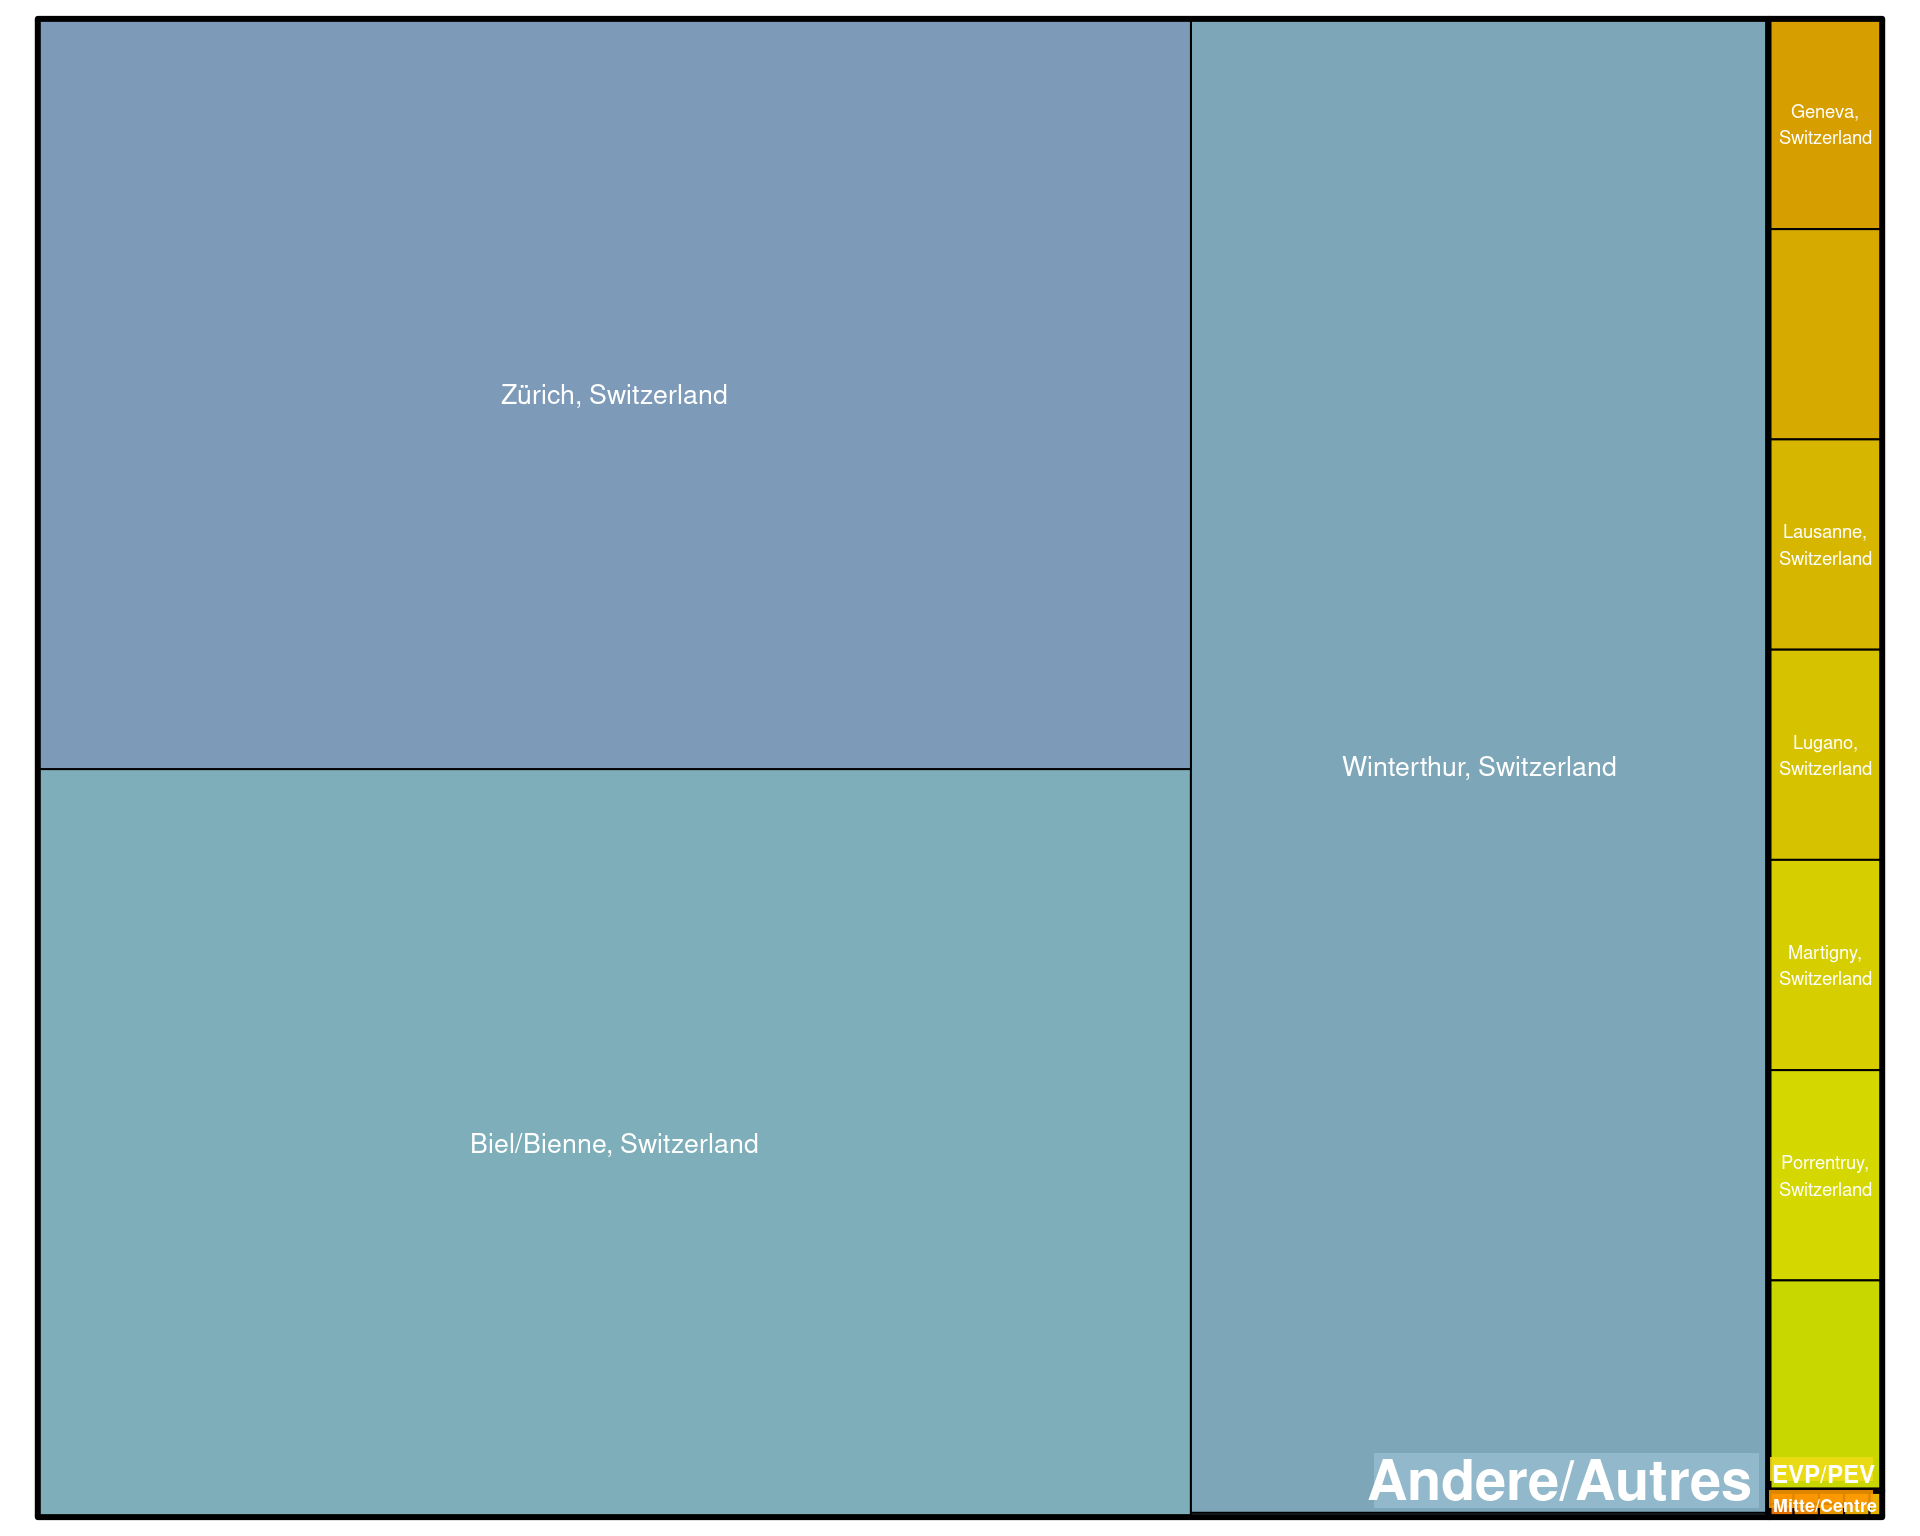 Zürich, Switzerland
Biel/Bienne, Switzerland
Winterthur, Switzerland
Andere/Autres
Geneva,
Switzerland
Lausanne,
Switzerland
Lugano,
Switzerland
Martigny,
Switzerland
Porrentruy,
Switzerland
EVP/PEV
Mitte/Centre